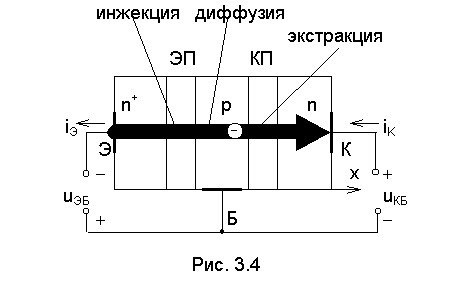 инжекция диффузия
экстракция
ЭП КП
n+ p n
iЭ iК
Э К
− + x
uЭБ uКБ
+ Б −
Рис. 3.4